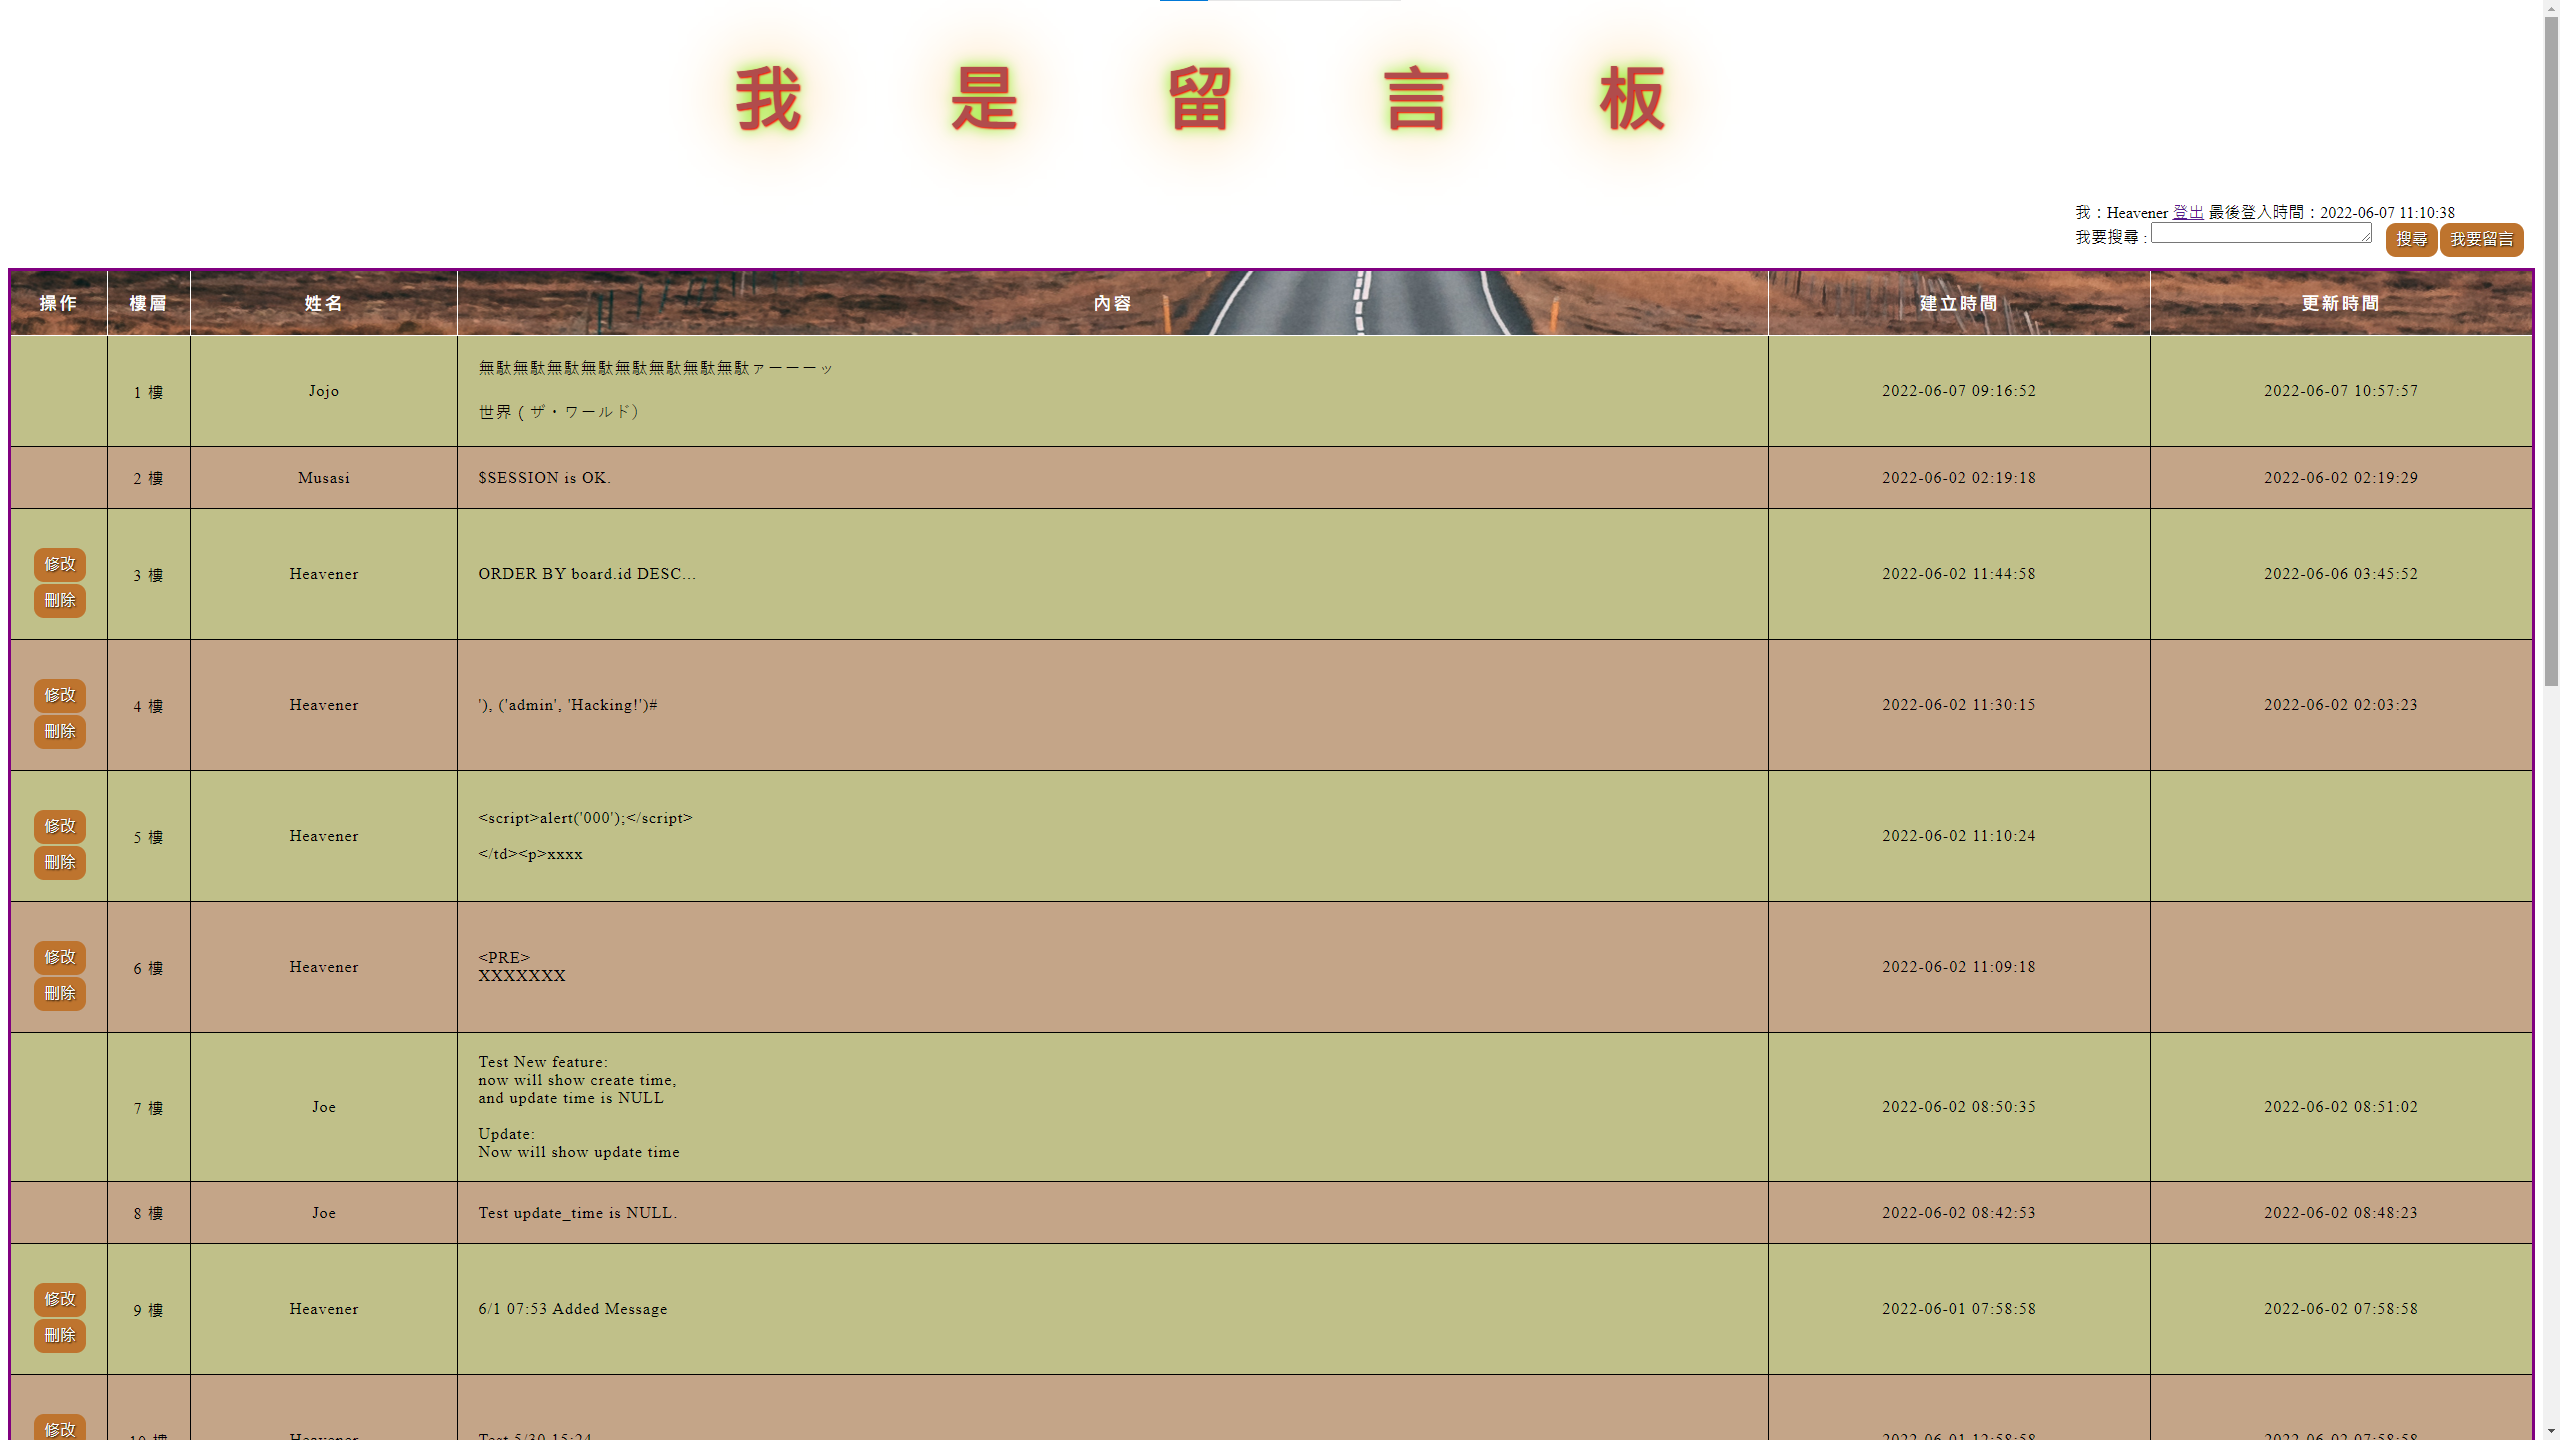 我是留言板
我：Heavener 登出 最後登入時間：2022-06-07 11:10:38
我要搜尋 : 搜尋 我要留言
操作 樓層 姓名 內容 建立時間 更新時間
1 樓 Jojo 無駄無駄無駄無駄無駄無駄無駄無駄ァーーーッ 2022-06-07 09:16:52 2022-06-07 10:57:57
世界 ( ザ・ワールド）
2 樓 Musasi $SESSION is OK. 2022-06-02 02:19:18 2022-06-02 02:19:29
修改
3 樓 Heavener ORDER BY board.id DESC... 2022-06-02 11:44:58 2022-06-06 03:45:52
刪除
修改
4 樓 Heavener '), ('admin', 'Hacking!')# 2022-06-02 11:30:15 2022-06-02 02:03:23
刪除
修改
5 樓 Heavener <script>alert('000');</script> 2022-06-02 11:10:24
</td><p>xxxx
刪除
修改
6 樓 Heavener <PRE> 2022-06-02 11:09:18
XXXXXXX
刪除
7 樓 Joe Test New feature: 2022-06-02 08:50:35 2022-06-02 08:51:02
now will show create time,
and update time is NULL
Update:
Now will show update time
8 樓 Joe Test update_time is NULL. 2022-06-02 08:42:53 2022-06-02 08:48:23
修改
9 樓 Heavener 6/1 07:53 Added Message 2022-06-01 07:58:58 2022-06-02 07:58:58
刪除
修改
10 樓 Heavener Test 5/30 15:24 2022-06-01 12:58:58 2022-06-02 07:58:58